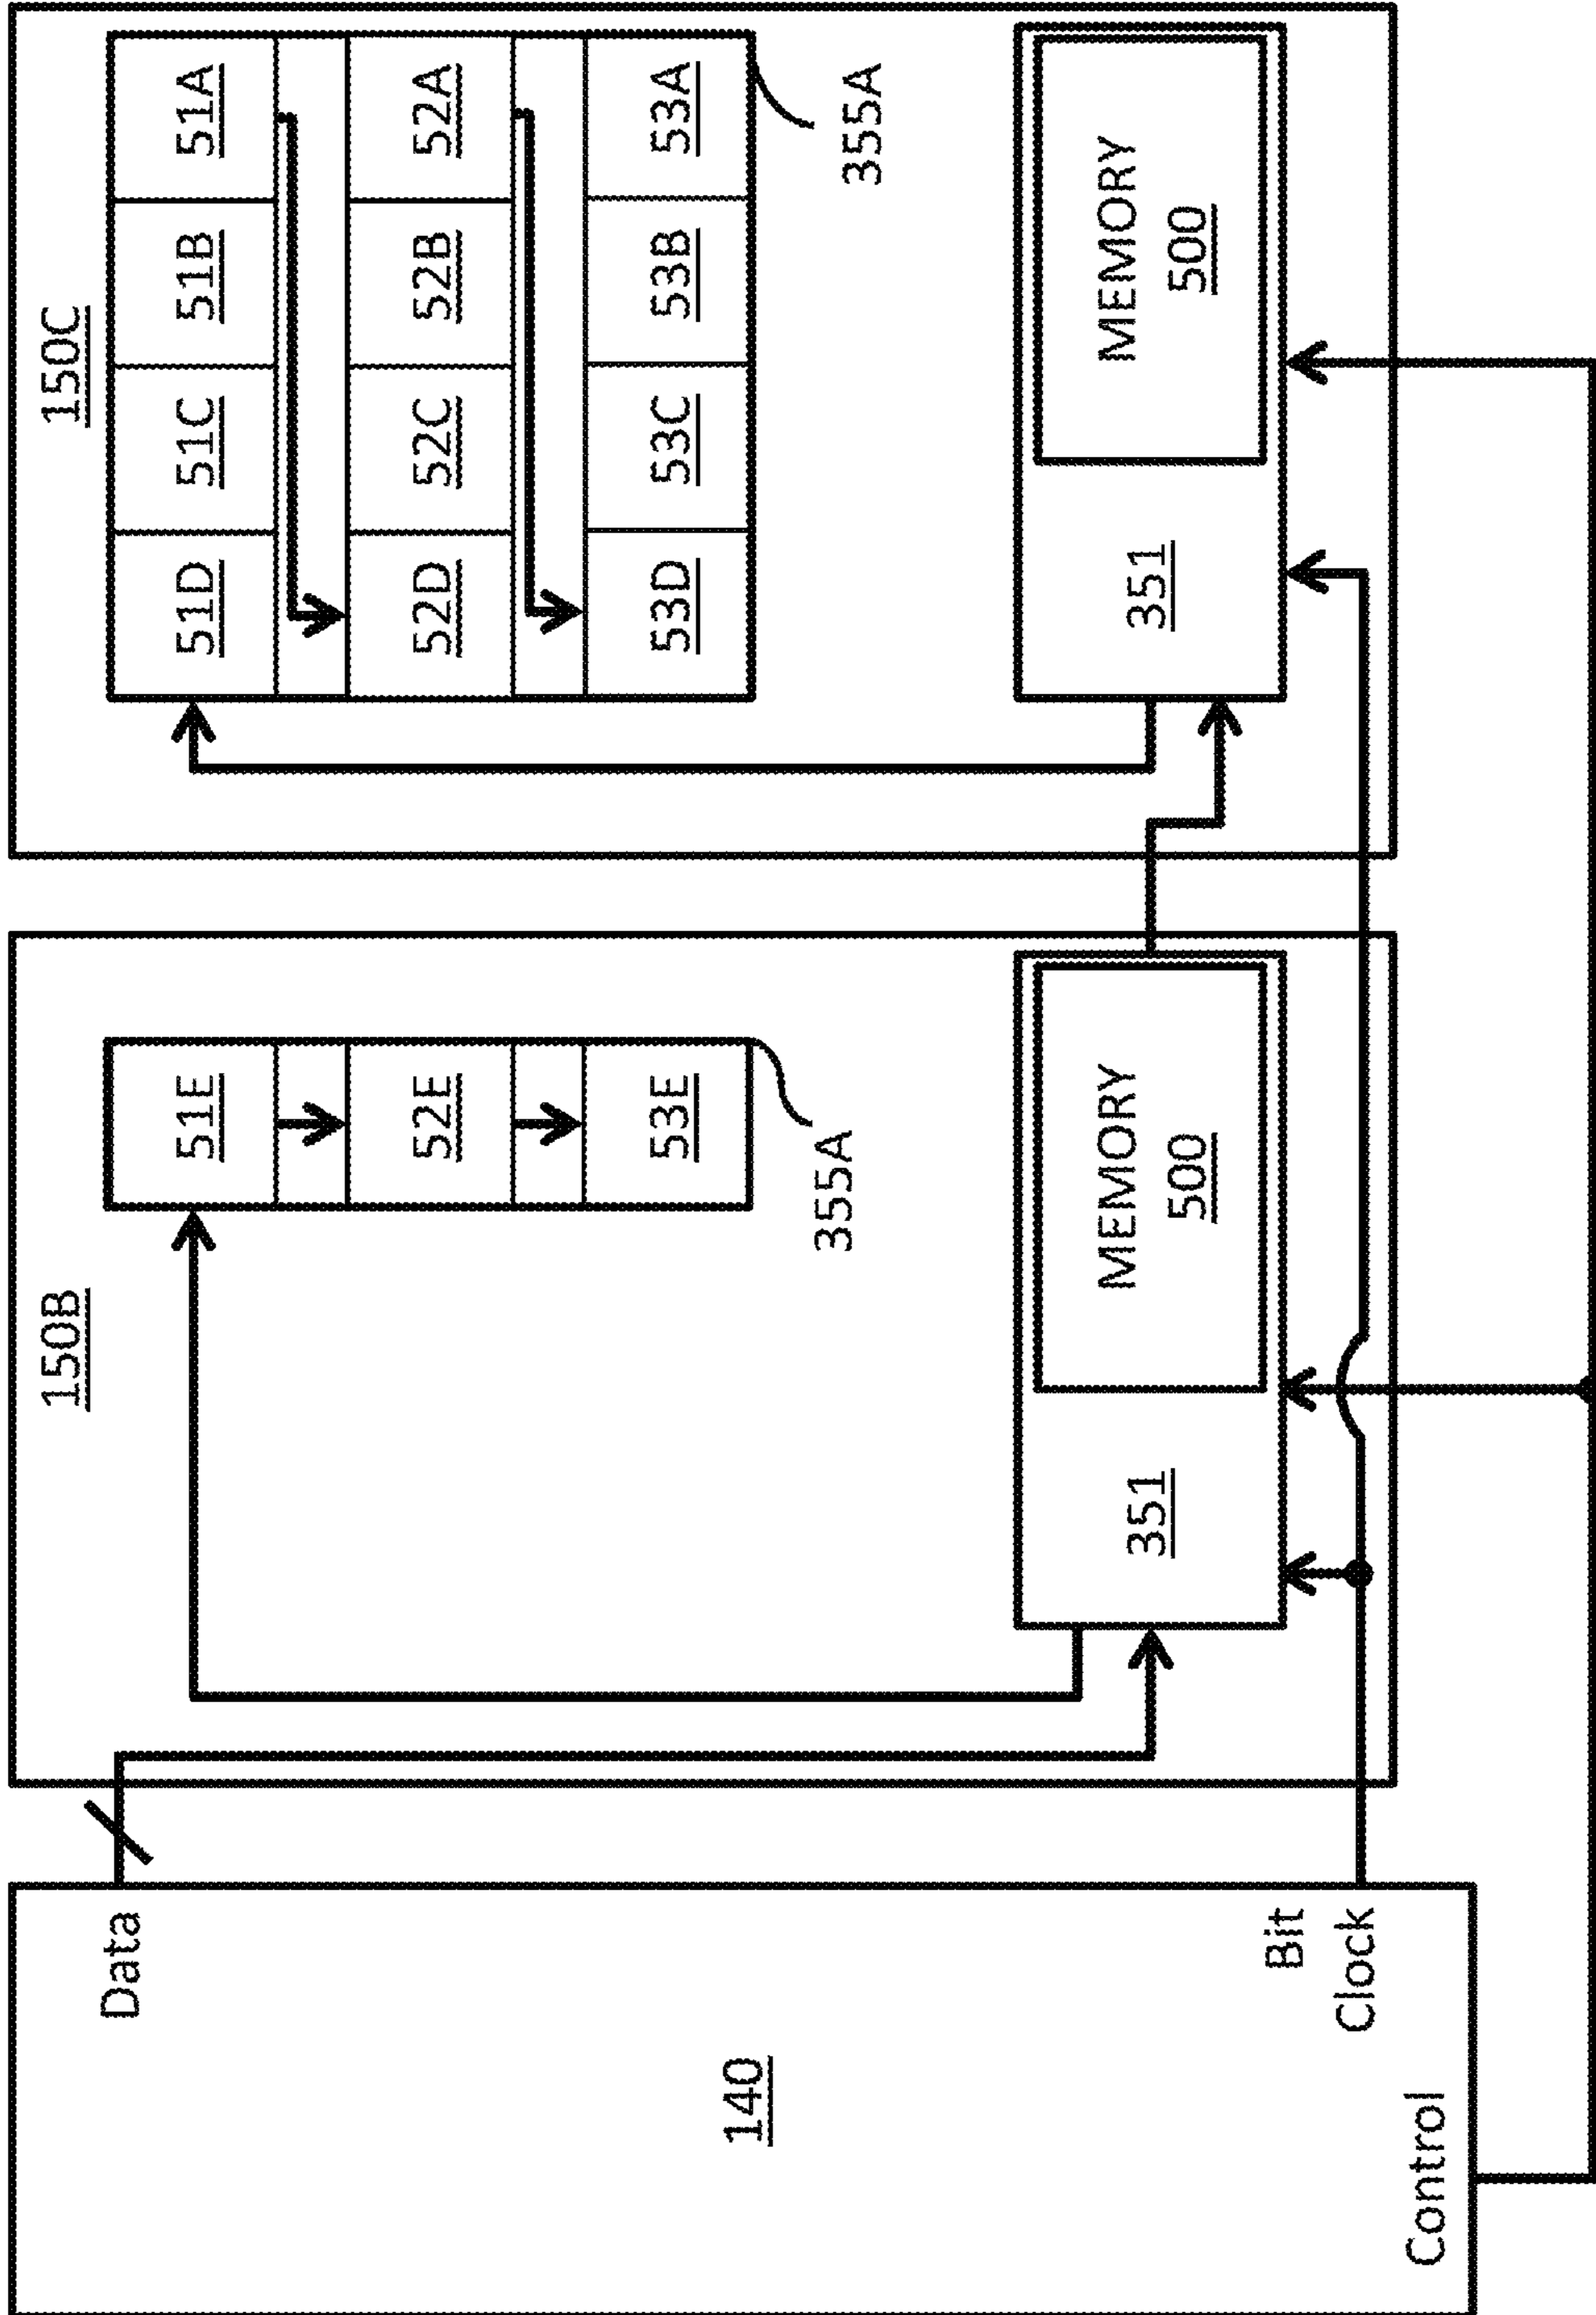 Data
140
Bit
Clock
Control
150B
51E
52E
53E
355A
351
MEMORY
500
150C
51D 51C 51B 51A
52D 52C 52B 52A
53D 53C 53B 53A
355A
351
MEMORY
500